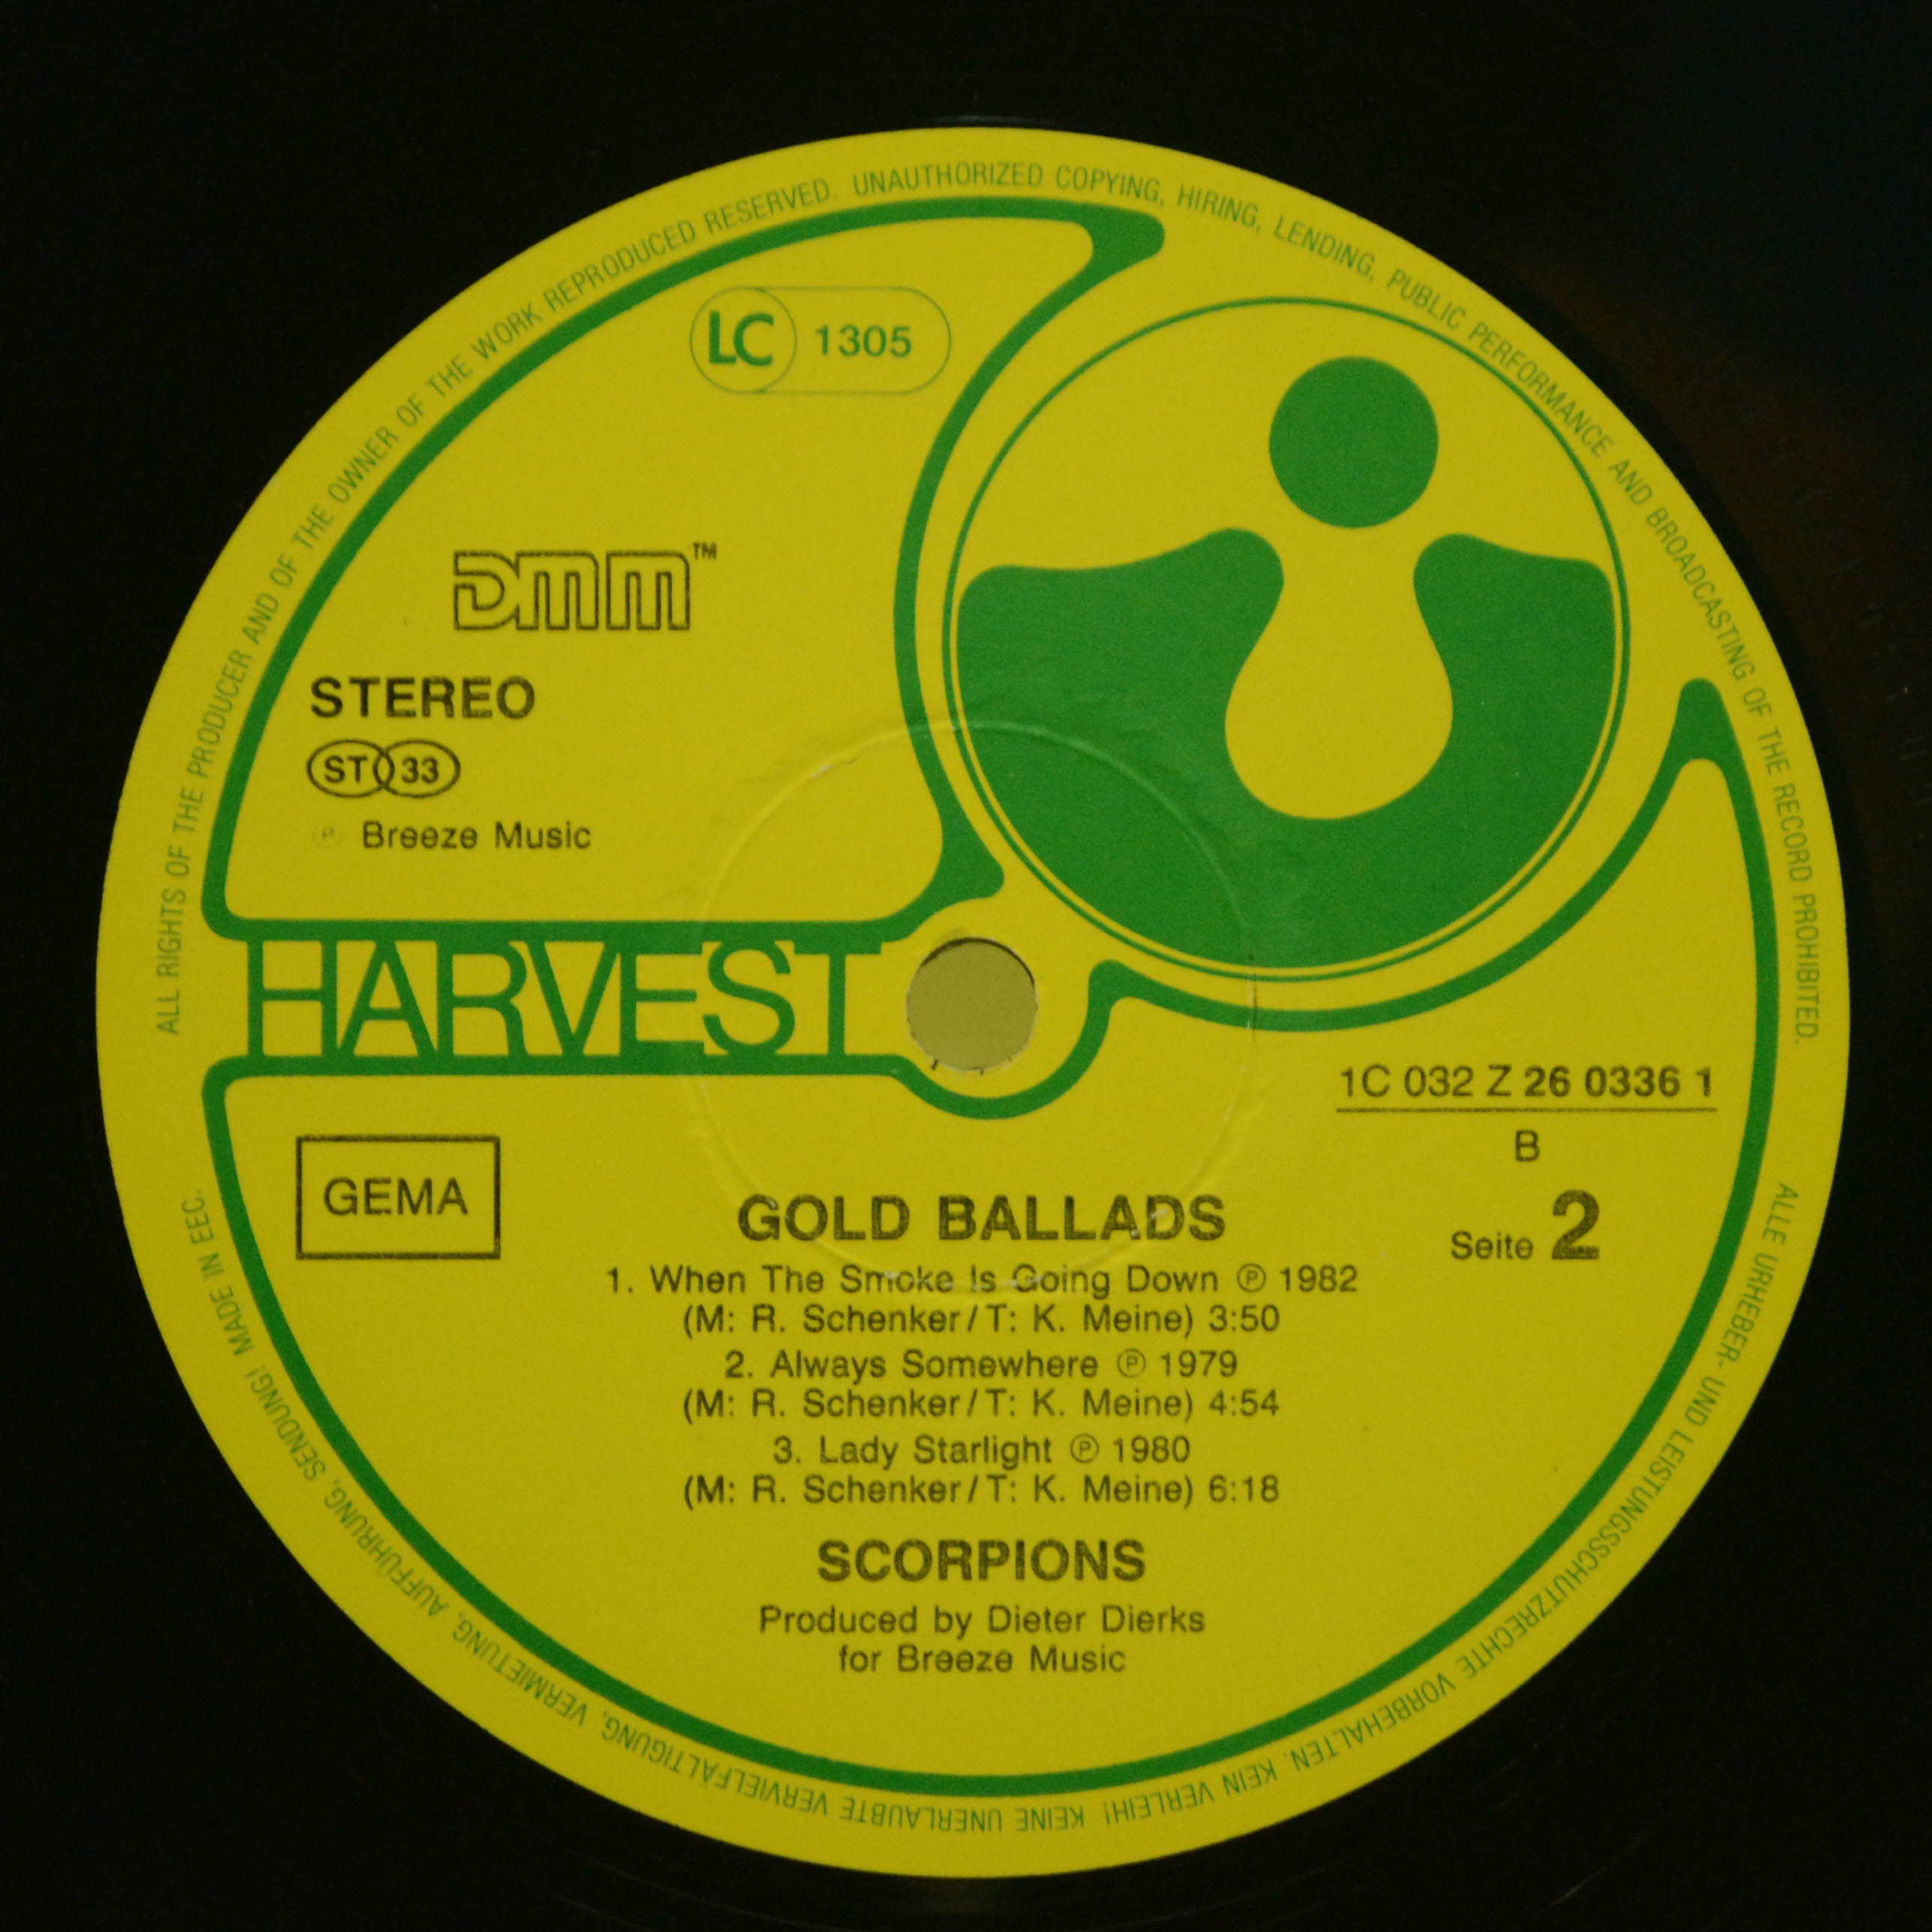 ALL RIGHTS OF THE PRODUCER AND OF THE OWNER OF THE WORK REPRODUCED RESERVED. UNAUTHORIZED COPYING, HIRING, LENDING, PUBLIC PERFORMANCE AND BROADCASTING OF THE RECORD PROHIBITED.
LC 1305
DMM™
STEREO
ST 33
℗ Breeze Music
HARVEST
1C 032 Z 26 0336 1
B
Seite 2
GEMA
GOLD BALLADS
1. When The Smoke Is Going Down ℗ 1982
(M: R. Schenker/T: K. Meine) 3:50
2. Always Somewhere ℗ 1979
(M: R. Schenker/T: K. Meine) 4:54
3. Lady Starlight ℗ 1980
(M: R. Schenker/T: K. Meine) 6:18
SCORPIONS
Produced by Dieter Dierks
for Breeze Music
ALLE URHEBER- UND LEISTUNGSSCHUTZRECHTE VORBEHALTEN. KEIN VERLEIH! KEINE UNERLAUBTE VERVIELFÄLTIGUNG, VERMIETUNG, AUFFÜHRUNG, SENDUNG! MADE IN EEC.